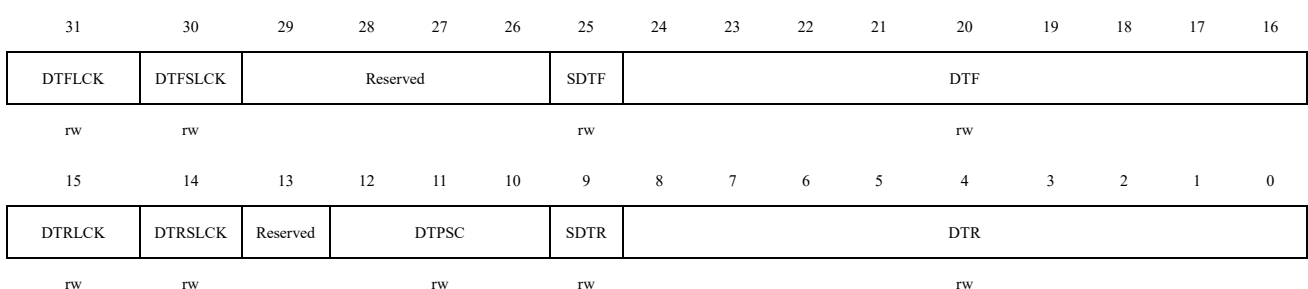 31 30 29 28 27 26 25 24 23 22 21 20 19 18 17 16
DTFLCK DTFSLCK Reserved SDTF DTF
rw rw rw rw
15 14 13 12 11 10 9 8 7 6 5 4 3 2 1 0
DTRLCK DTRSLCK Reserved DTPSC SDTR DTR
rw rw rw rw rw